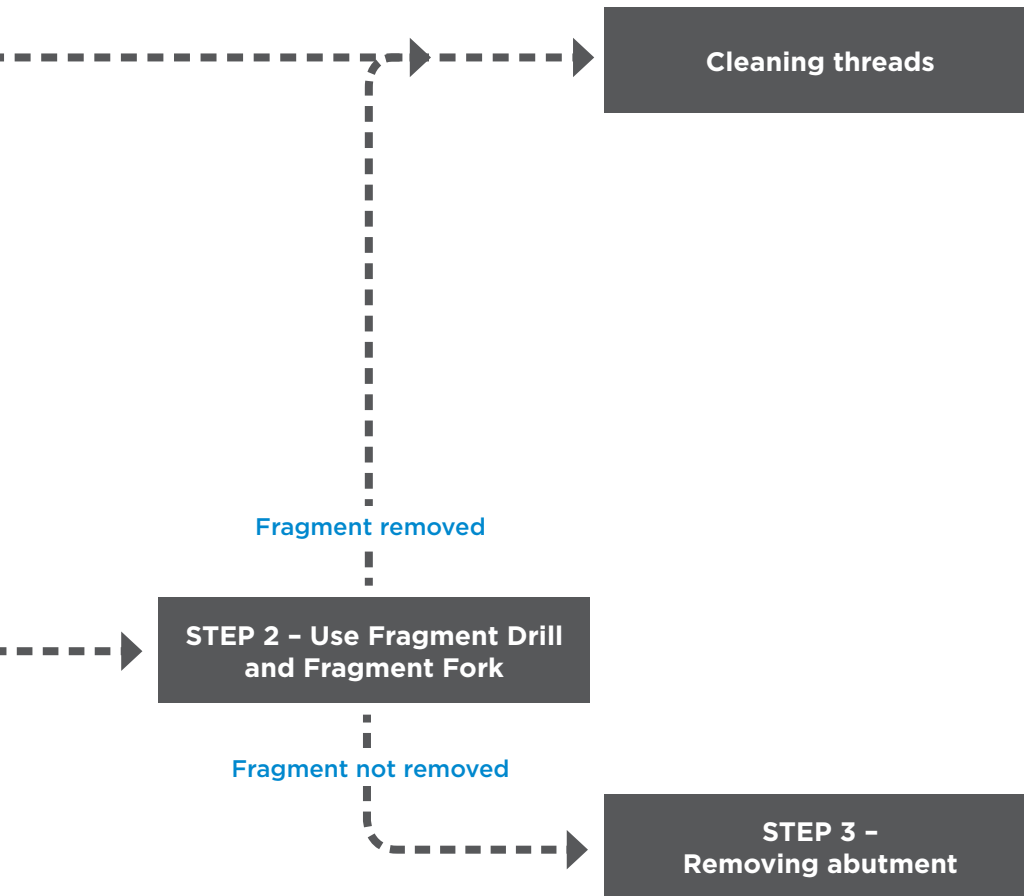 Cleaning threads
Fragment removed
STEP 2 – Use Fragment Drill
and Fragment Fork
Fragment not removed
STEP 3 –
Removing abutment